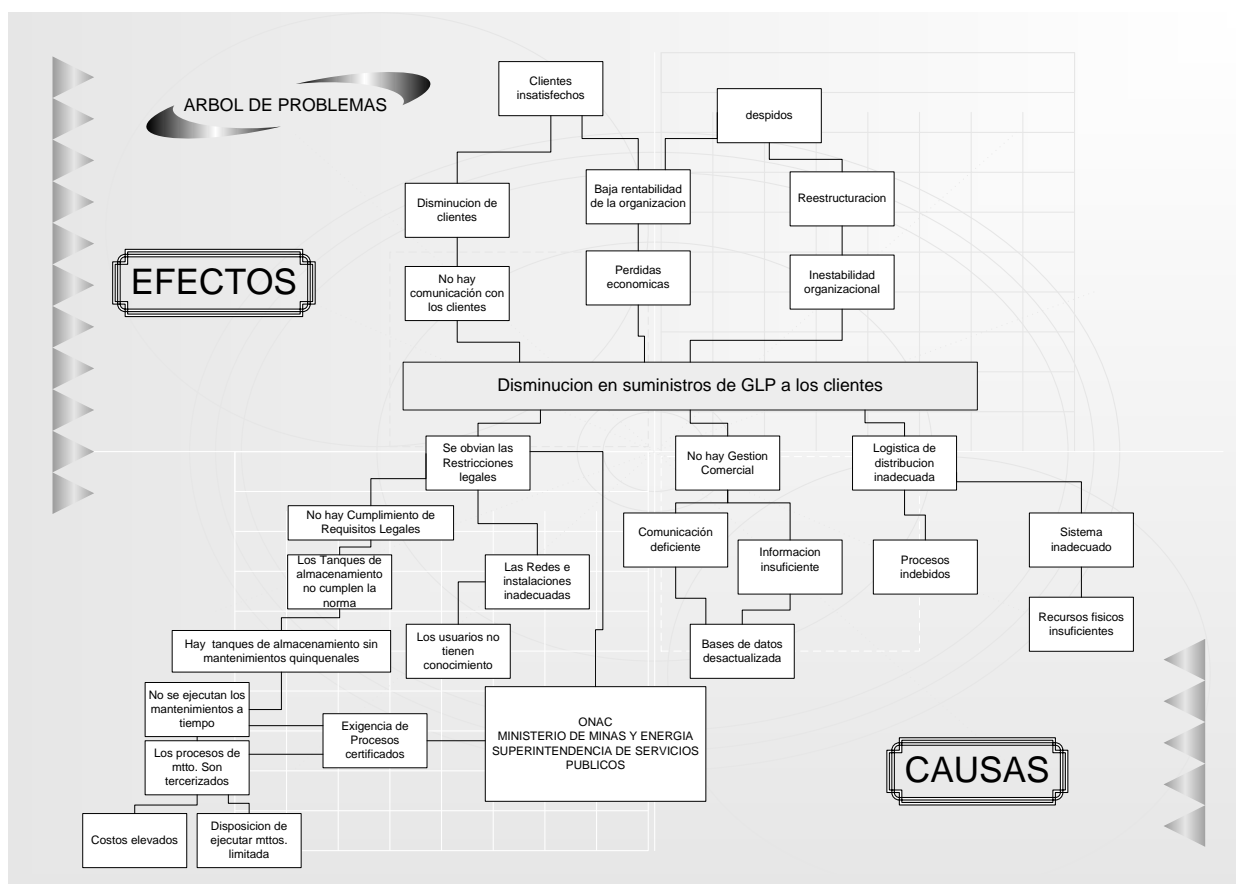 ARBOL DE PROBLEMAS
Clientes
insatisfechos
despidos
Disminucion de
clientes
Baja rentabilidad
de la organizacion
Reestructuracion
EFECTOS
No hay
comunicación con
los clientes
Perdidas
economicas
Inestabilidad
organizacional
Disminucion en suministros de GLP a los clientes
Se obvian las
Restricciones
legales
No hay Gestion
Comercial
Logistica de
distribucion
inadecuada
No hay Cumplimiento de
Requisitos Legales
Comunicación
deficiente
Informacion
insuficiente
Sistema
inadecuado
Los Tanques de
almacenamiento
no cumplen la
norma
Las Redes e
instalaciones
inadecuadas
Procesos
indebidos
Hay tanques de almacenamiento sin
mantenimientos quinquenales
Los usuarios no
tienen
conocimiento
Bases de datos
desactualizada
Recursos fisicos
insuficientes
No se ejecutan los
mantenimientos a
tiempo
Exigencia de
Procesos
certificados
ONAC
MINISTERIO DE MINAS Y ENERGIA
SUPERINTENDENCIA DE SERVICIOS
PUBLICOS
Los procesos de
mtto. Son
tercerizados
CAUSAS
Costos elevados
Disposicion de
ejecutar mttos.
limitada